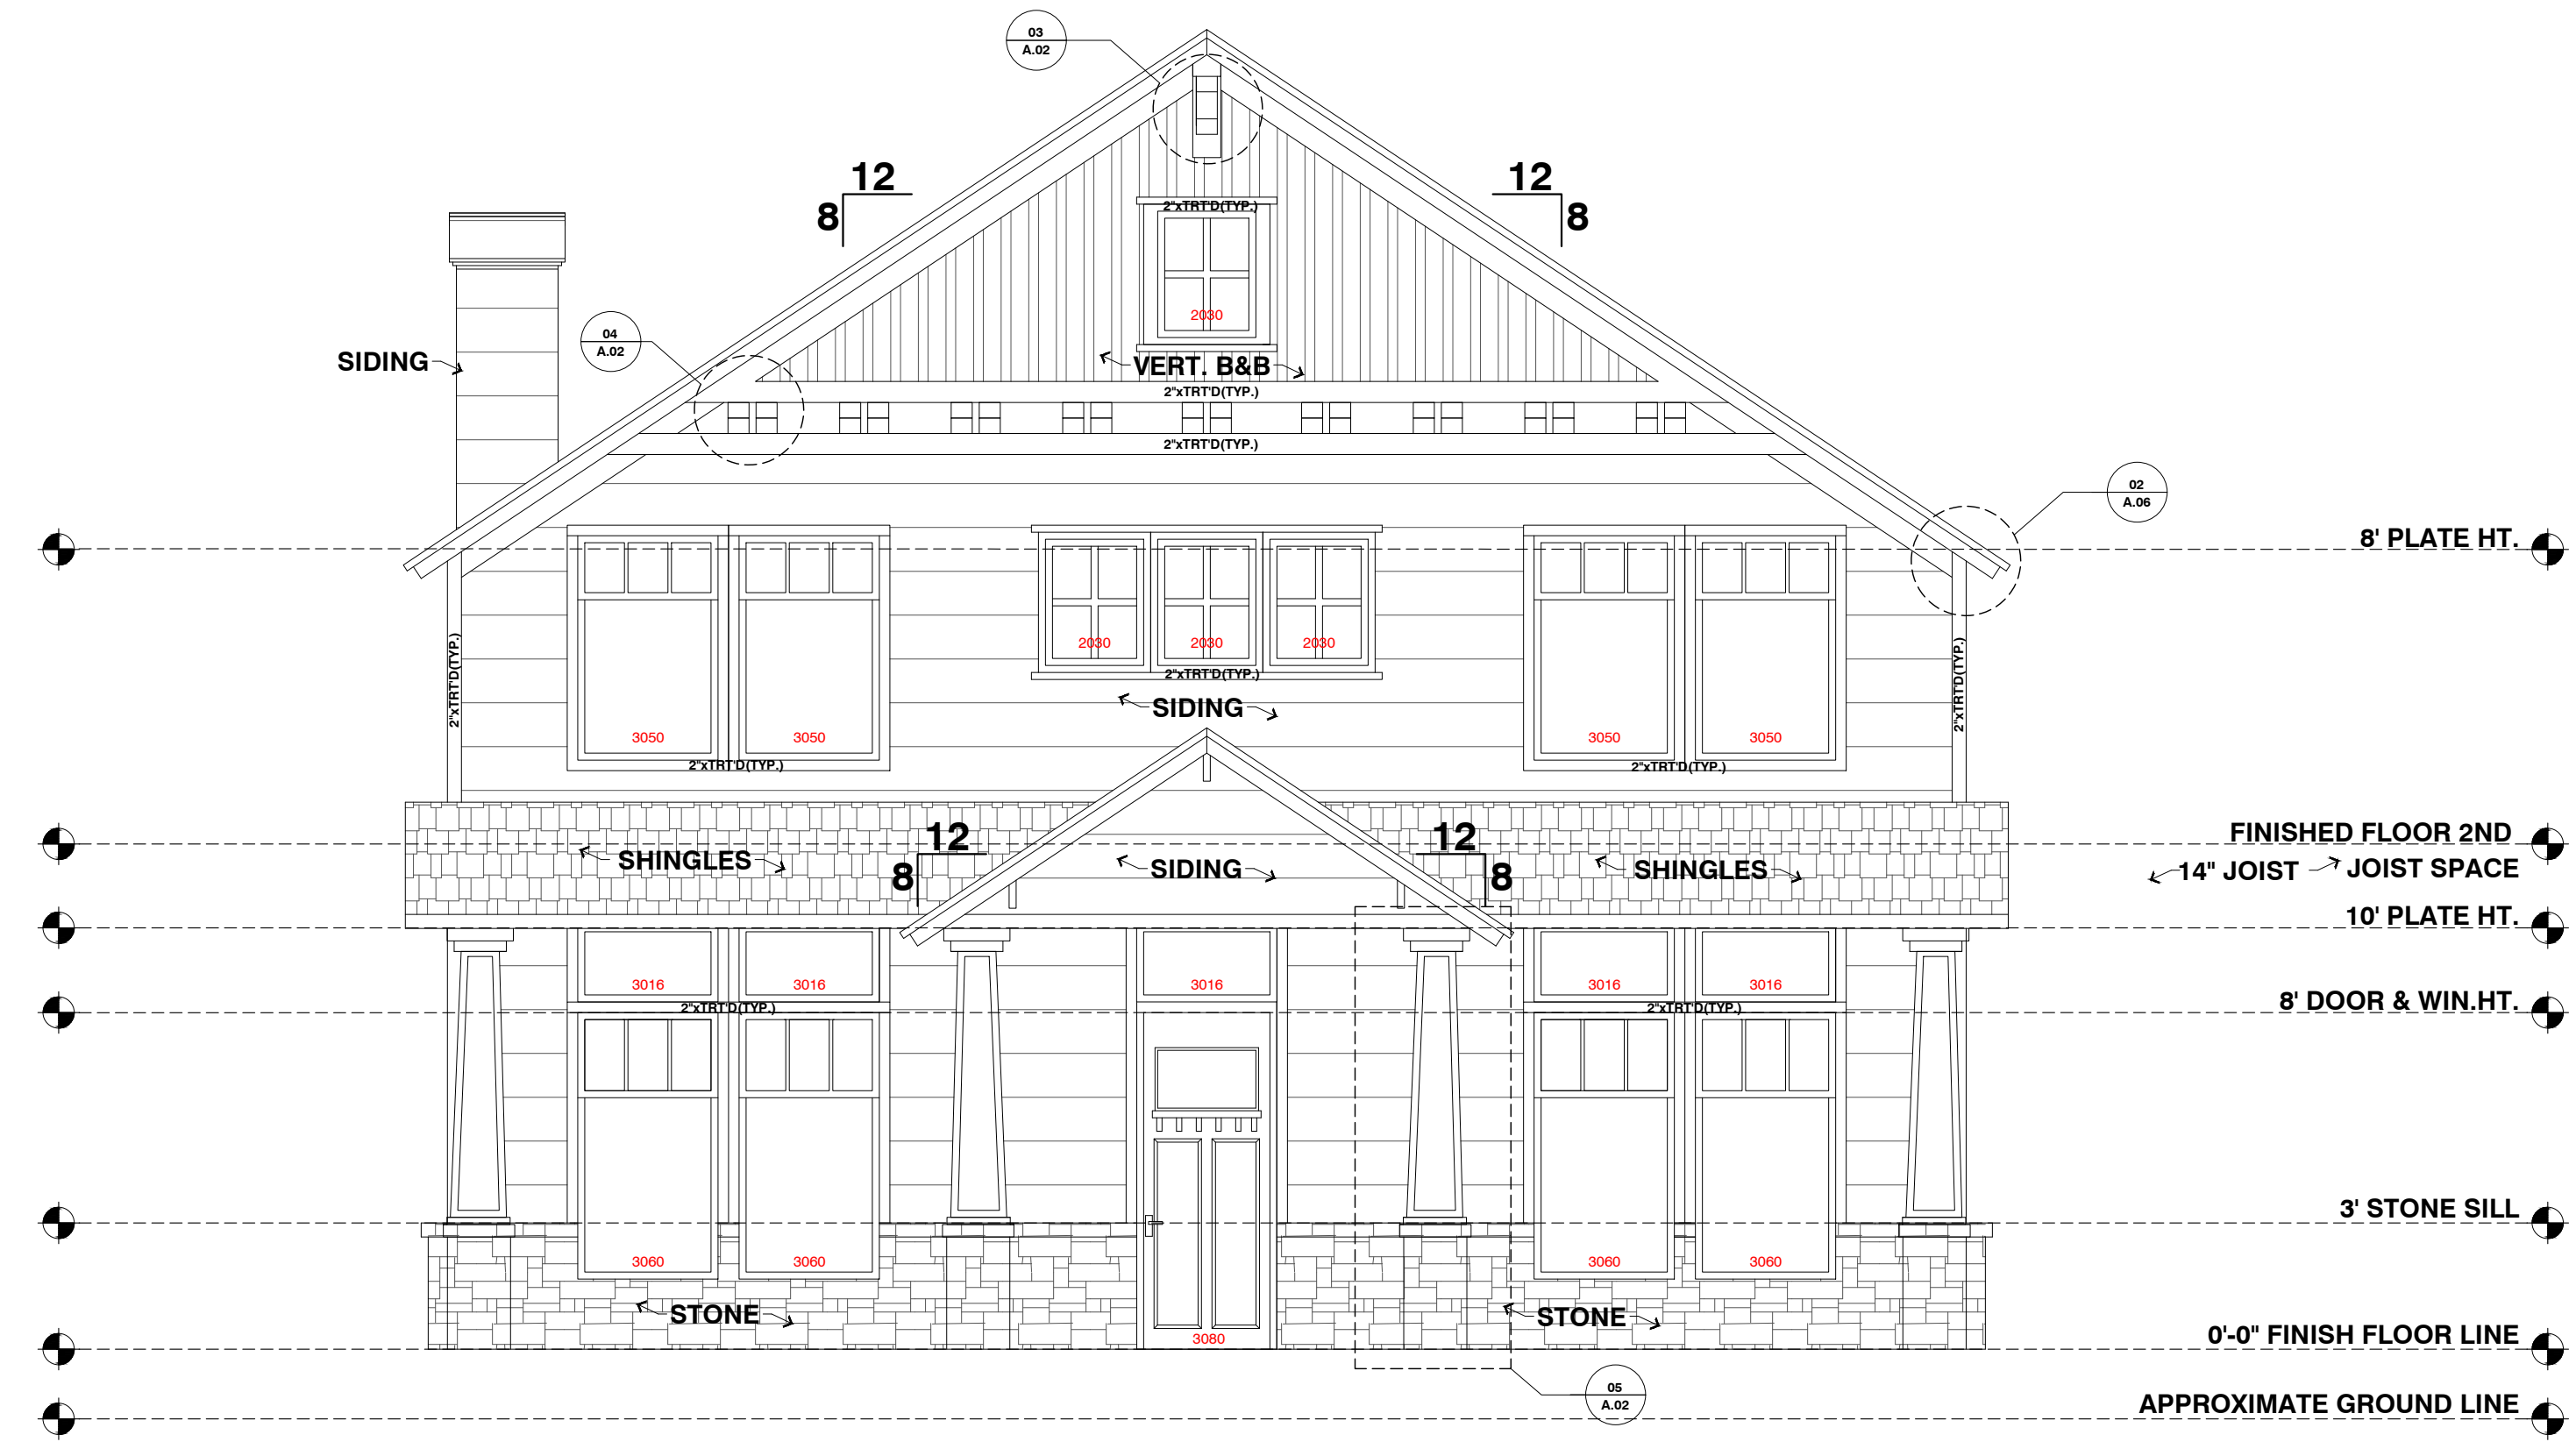 03
A.02
12
12
8
8
2"xTRT'D(TYP.)
2030
04
A.02
SIDING
VERT. B&B
2"xTRT'D(TYP.)
2"xTRT'D(TYP.)
02
A.06
8' PLATE HT.
2030
2030
2030
2"xTRT'D(TYP.)
2"xTRT'D(TYP.)
2"xTRT'D(TYP.)
SIDING
3050
3050
3050
3050
2"xTRT'D(TYP.)
2"xTRT'D(TYP.)
FINISHED FLOOR 2ND
12
12
SHINGLES
SIDING
SHINGLES
8
8
14" JOIST
JOIST SPACE
10' PLATE HT.
3016
3016
3016
3016
3016
8' DOOR & WIN.HT.
2"xTRT'D(TYP.)
2"xTRT'D(TYP.)
3' STONE SILL
3060
3060
3060
3060
STONE
STONE
3080
0'-0" FINISH FLOOR LINE
05
A.02
APPROXIMATE GROUND LINE